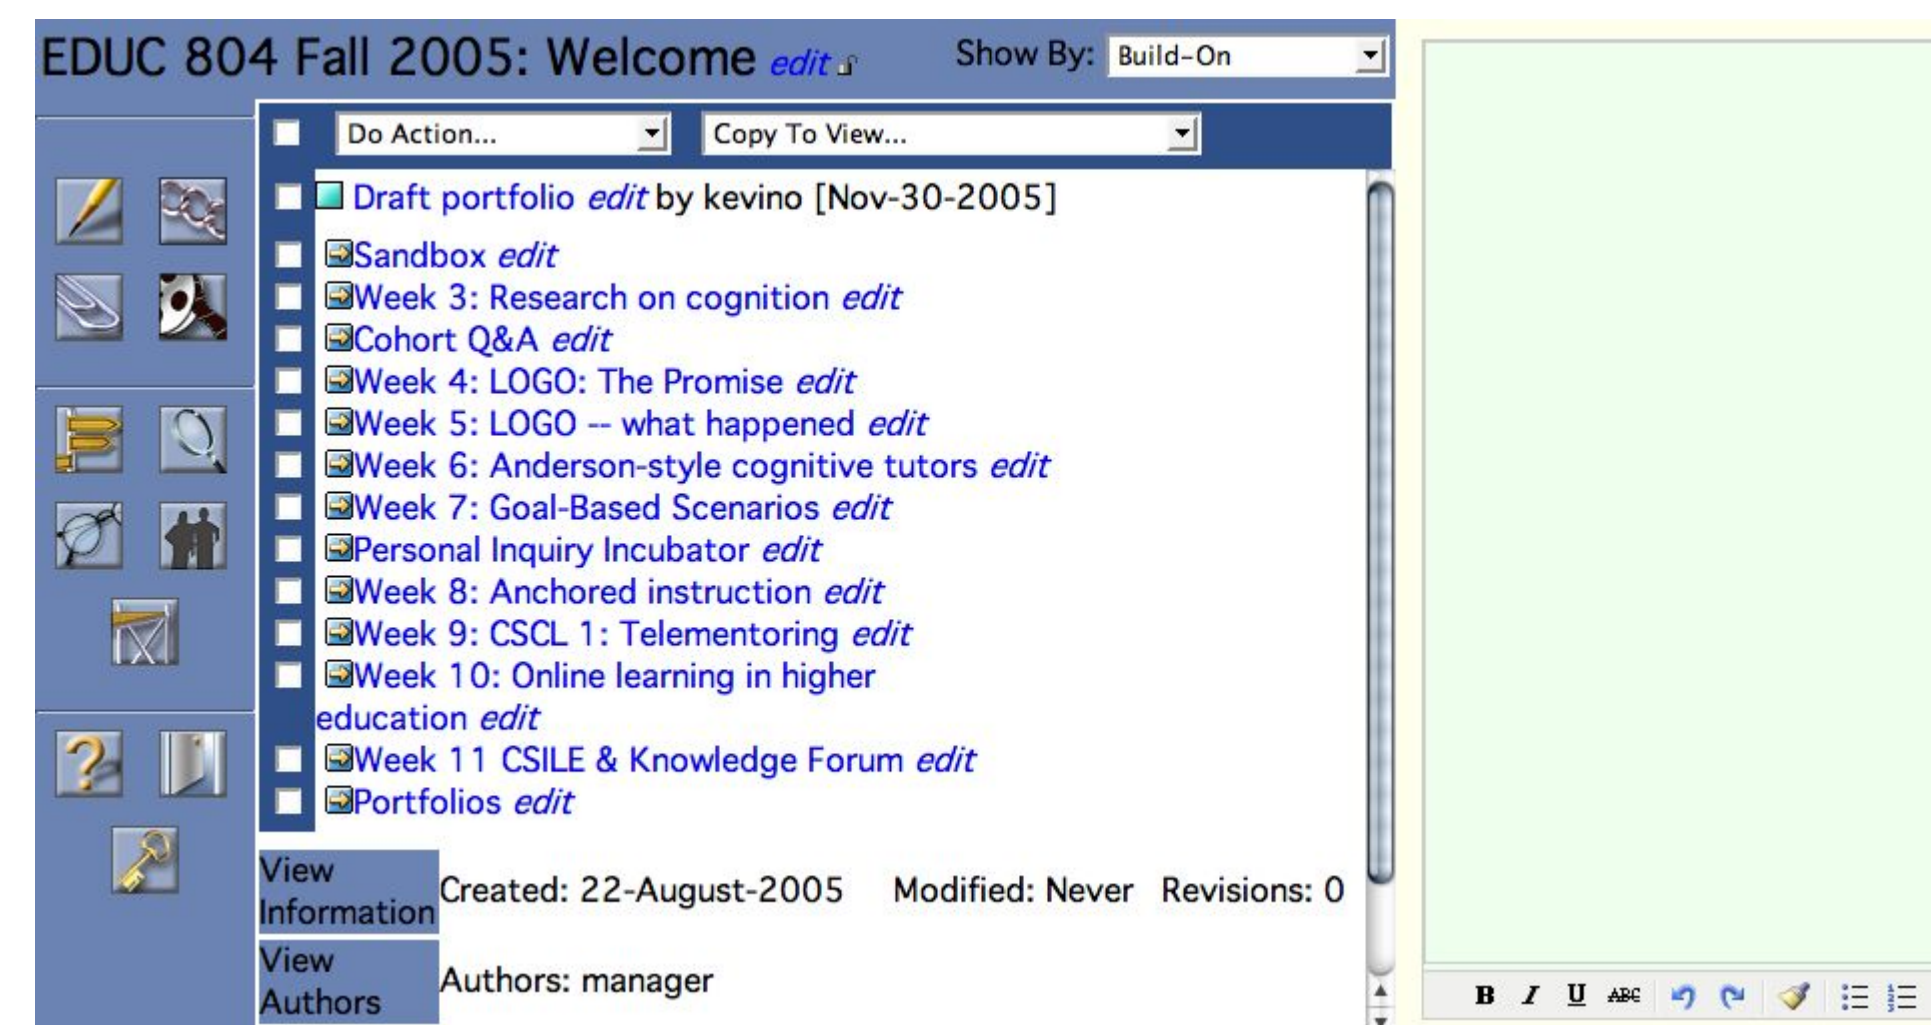 EDUC 804 Fall 2005: Welcome edit Show By: Build-On
Do Action... Copy To View...
Draft portfolio edit by kevino [Nov-30-2005]
Sandbox edit
Week 3: Research on cognition edit
Cohort Q&A edit
Week 4: LOGO: The Promise edit
Week 5: LOGO -- what happened edit
Week 6: Anderson-style cognitive tutors edit
Week 7: Goal-Based Scenarios edit
Personal Inquiry Incubator edit
Week 8: Anchored instruction edit
Week 9: CSCL 1: Telementoring edit
Week 10: Online learning in higher
education edit
Week 11 CSILE & Knowledge Forum edit
Portfolios edit
View
Information
Created: 22-August-2005 Modified: Never Revisions: 0
View
Authors
Authors: manager
B I U ABC